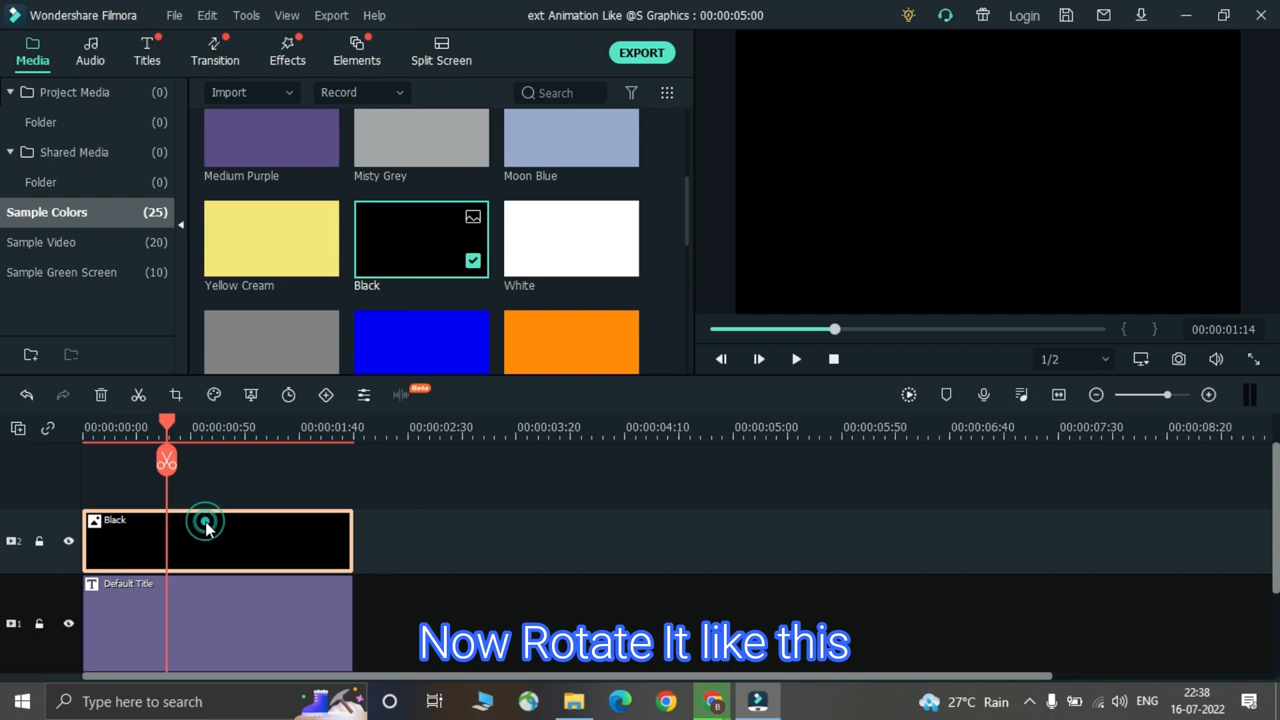 Wondershare Filmora File Edit Tools View Export Help ext Animation Like @S Graphics : 00:00:05:00 Login
Media Audio Titles Transition Effects Elements Split Screen EXPORT
Project Media (0)
Folder (0)
Shared Media (0)
Folder (0)
Sample Colors (25)
Sample Video (20)
Sample Green Screen (10)
Import Record Search
Medium Purple Misty Grey Moon Blue
Yellow Cream Black White
{ } 00:00:01:14
1/2
Beta
00:00:00:00 00:00:00:50 00:00:01:40 00:00:02:30 00:00:03:20 00:00:04:10 00:00:05:00 00:00:05:50 00:00:06:40 00:00:07:30 00:00:08:20
2 Black
1 T Default Title
Now Rotate It like this
Type here to search
B
27°C Rain ENG 22:38
16-07-2022